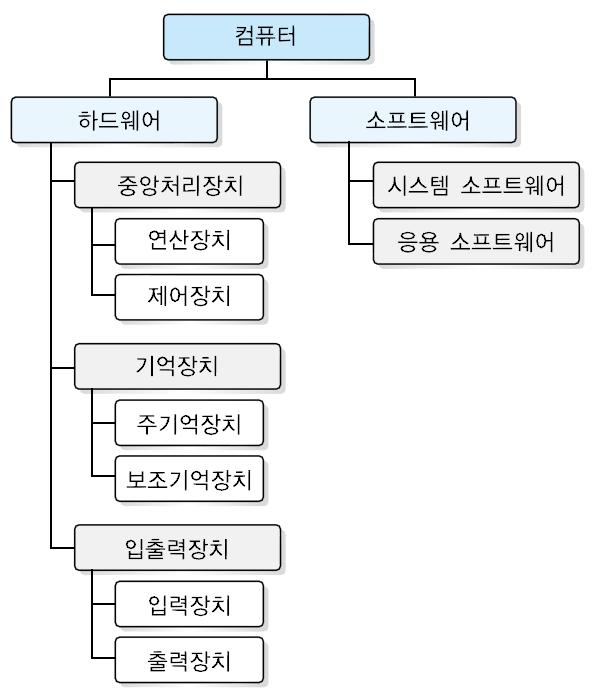 컴퓨터
하드웨어
중앙처리장치
연산장치
제어장치
기억장치
주기억장치
보조기억장치
입출력장치
입력장치
출력장치
소프트웨어
시스템 소프트웨어
응용 소프트웨어